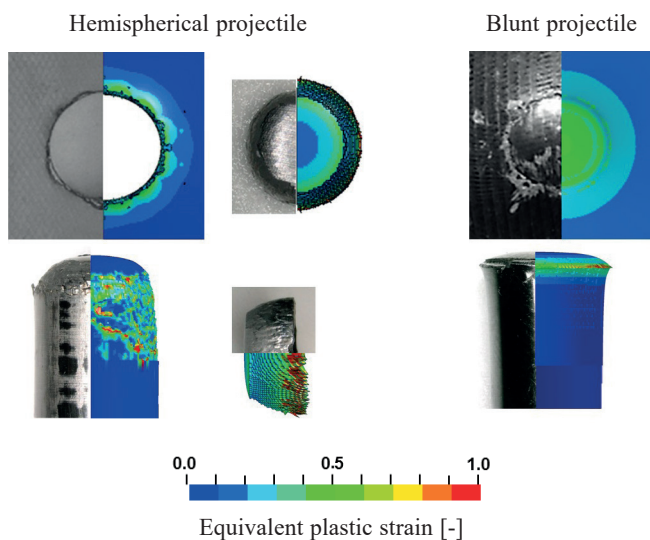 Hemispherical projectile
Blunt projectile
0.0 0.5 1.0
Equivalent plastic strain [-]